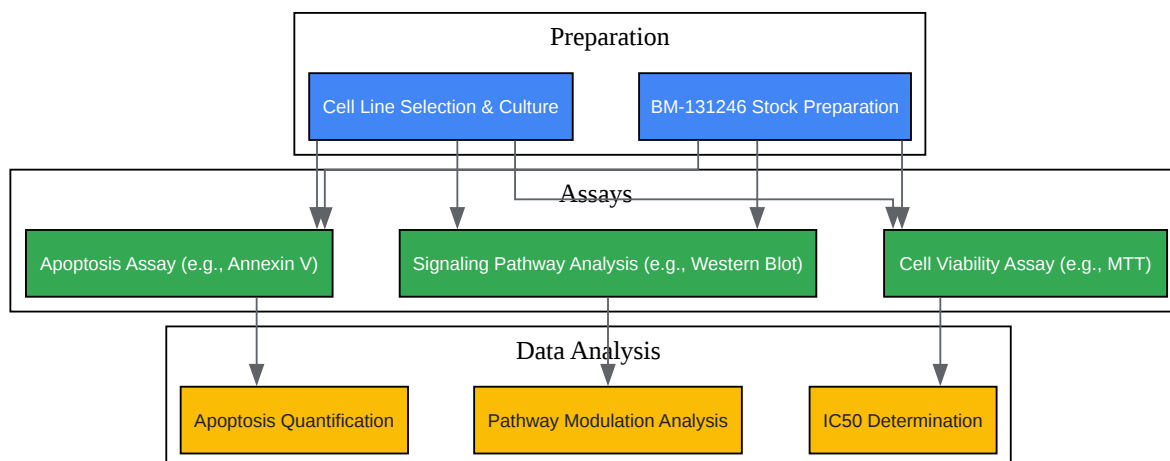 Preparation
Cell Line Selection & Culture
BM-131246 Stock Preparation
Assays
Apoptosis Assay (e.g., Annexin V)
Signaling Pathway Analysis (e.g., Western Blot)
Cell Viability Assay (e.g., MTT)
Data Analysis
Apoptosis Quantification
Pathway Modulation Analysis
IC50 Determination